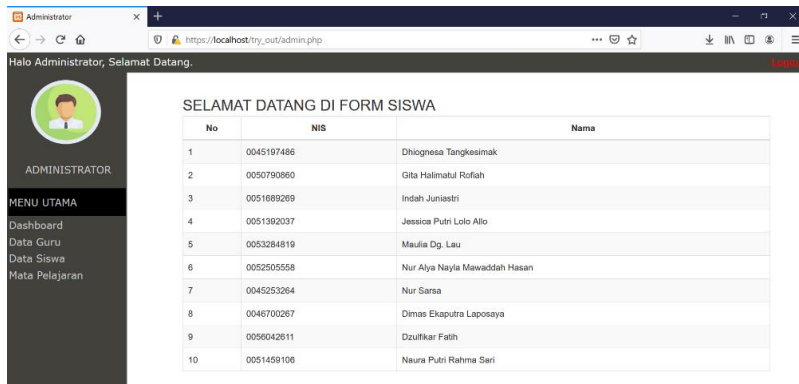 Administrator
https://localhost/try_out/admin.php
Halo Administrator, Selamat Datang.
ADMINISTRATOR
MENU UTAMA
Dashboard
Data Guru
Data Siswa
Mata Pelajaran
SELAMAT DATANG DI FORM SISWA
No NIS Nama
1 0045197486 Dhiognesa Tangkesimak
2 0050790860 Gita Halimatul Rofiah
3 0051689269 Indah Juniastri
4 0051392037 Jessica Putri Lolo Allo
5 0053284819 Maulia Dg. Lau
6 0052505558 Nur Alya Nayla Mawaddah Hasan
7 0045253264 Nur Sarsa
8 0046700267 Dimas Ekaputra Laposaya
9 0056042611 Dzulfikar Fatih
10 0051459106 Naura Putri Rahma Sari